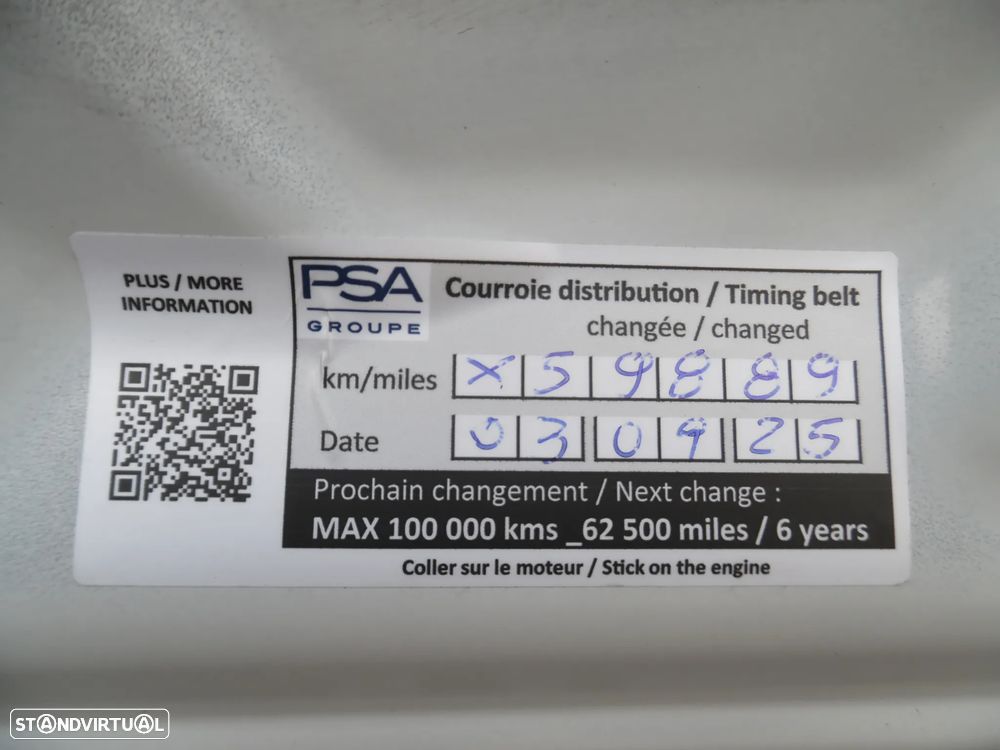 PLUS / MORE
INFORMATION
PSA
GROUPE
Courroie distribution / Timing belt
changée / changed
km/miles X 5 9 8 8 9
Date 0 3 0 9 2 5
Prochain changement / Next change :
MAX 100 000 kms _62 500 miles / 6 years
Coller sur le moteur / Stick on the engine
STANDVIRTUAL